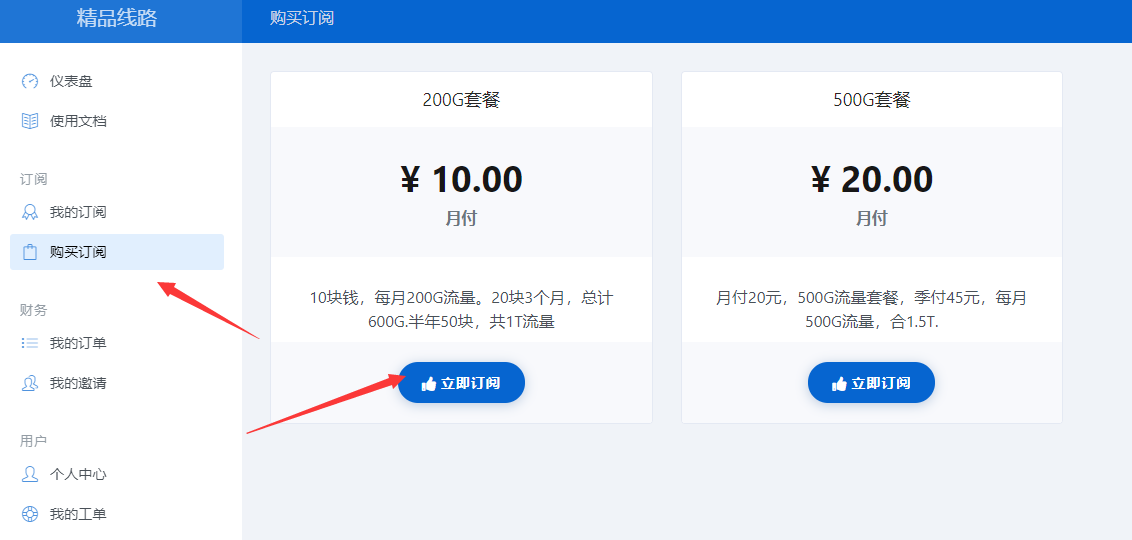 精品线路
购买订阅
仪表盘
使用文档
订阅
我的订阅
购买订阅
财务
我的订单
我的邀请
用户
个人中心
我的工单
200G套餐
¥ 10.00
月付
10块钱，每月200G流量。20块3个月，总计
600G.半年50块，共1T流量
立即订阅
500G套餐
¥ 20.00
月付
月付20元，500G流量套餐，季付45元，每月
500G流量，合1.5T.
立即订阅